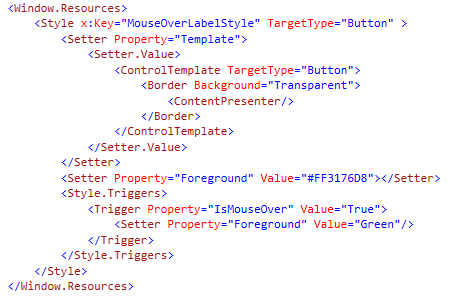 <Window.Resources>
    <Style x:Key="MouseOverLabelStyle" TargetType="Button" >
        <Setter Property="Template">
            <Setter.Value>
                <ControlTemplate TargetType="Button">
                    <Border Background="Transparent">
                        <ContentPresenter/>
                    </Border>
                </ControlTemplate>
            </Setter.Value>
        </Setter>
        <Setter Property="Foreground" Value="#FF3176D8"></Setter>
        <Style.Triggers>
            <Trigger Property="IsMouseOver" Value="True">
                <Setter Property="Foreground" Value="Green"/>
            </Trigger>
        </Style.Triggers>
    </Style>
</Window.Resources>